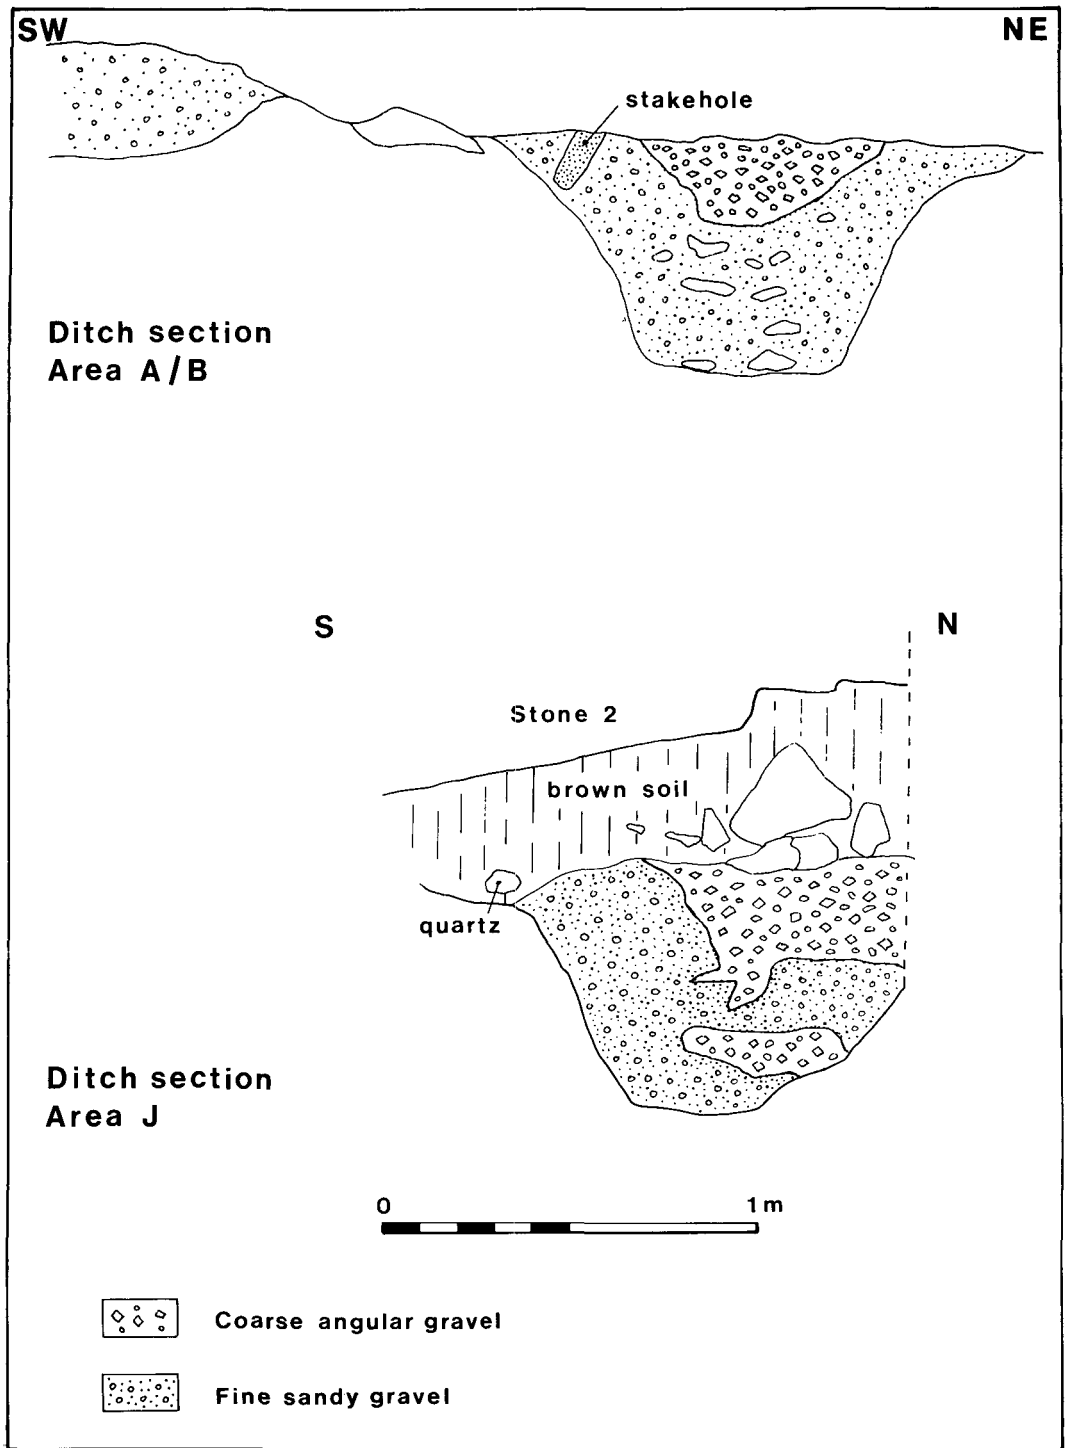 SW NE
stakehole
Ditch section
Area A/B
S N
Stone 2
brown soil
quartz
Ditch section
Area J
0 1m
Coarse angular gravel
Fine sandy gravel